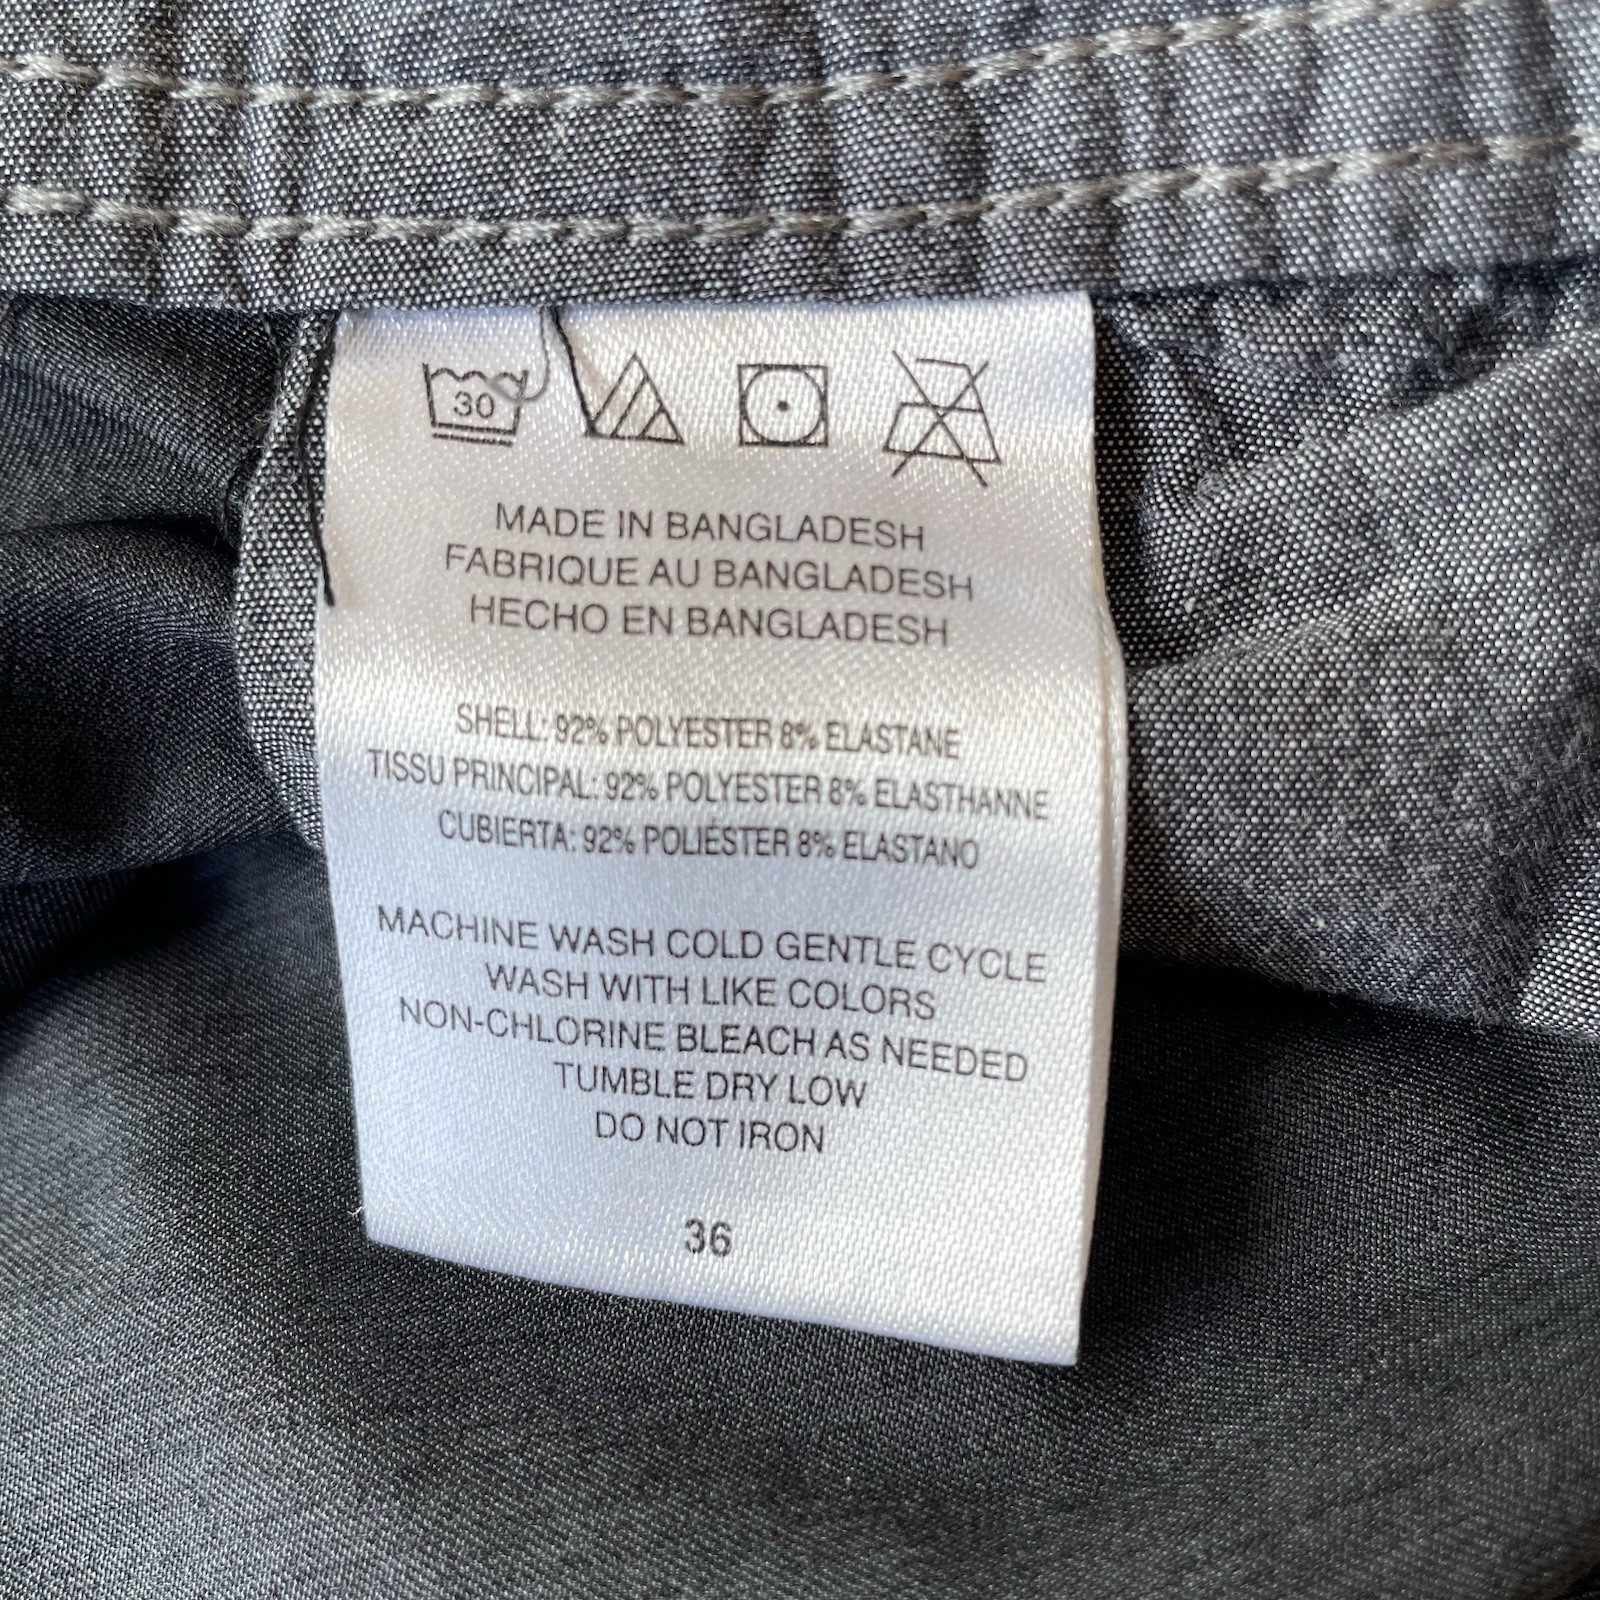 30
MADE IN BANGLADESH
FABRIQUE AU BANGLADESH
HECHO EN BANGLADESH
SHELL: 92% POLYESTER 8% ELASTANE
TISSU PRINCIPAL: 92% POLYESTER 8% ELASTHANNE
CUBIERTA: 92% POLIÉSTER 8% ELASTANO
MACHINE WASH COLD GENTLE CYCLE
WASH WITH LIKE COLORS
NON-CHLORINE BLEACH AS NEEDED
TUMBLE DRY LOW
DO NOT IRON
36